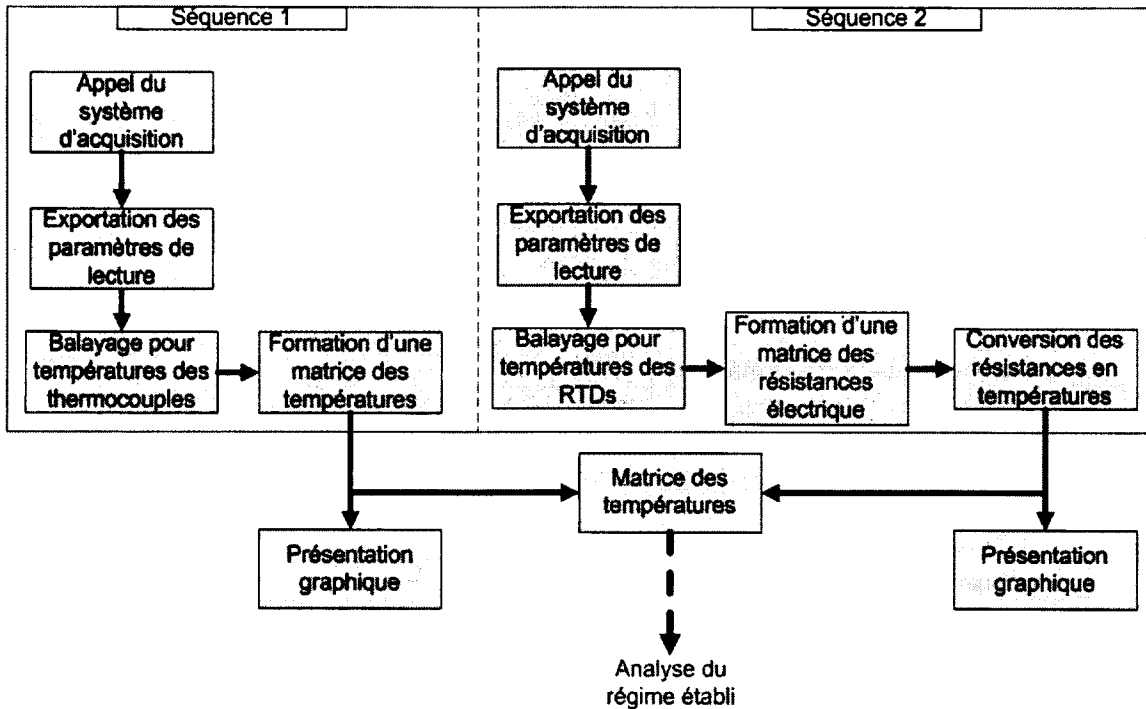 Séquence 1
Appel du
système
d'acquisition
Exportation des
paramètres de
lecture
Balayage pour
températures des
thermocouples
Formation d'une
matrice des
températures
Séquence 2
Appel du
système
d'acquisition
Exportation des
paramètres de
lecture
Balayage pour
températures des
RTDs
Formation d'une
matrice des
résistances
électrique
Conversion des
résistances en
températures
Matrice des
températures
Présentation
graphique
Présentation
graphique
Analyse du
régime établi